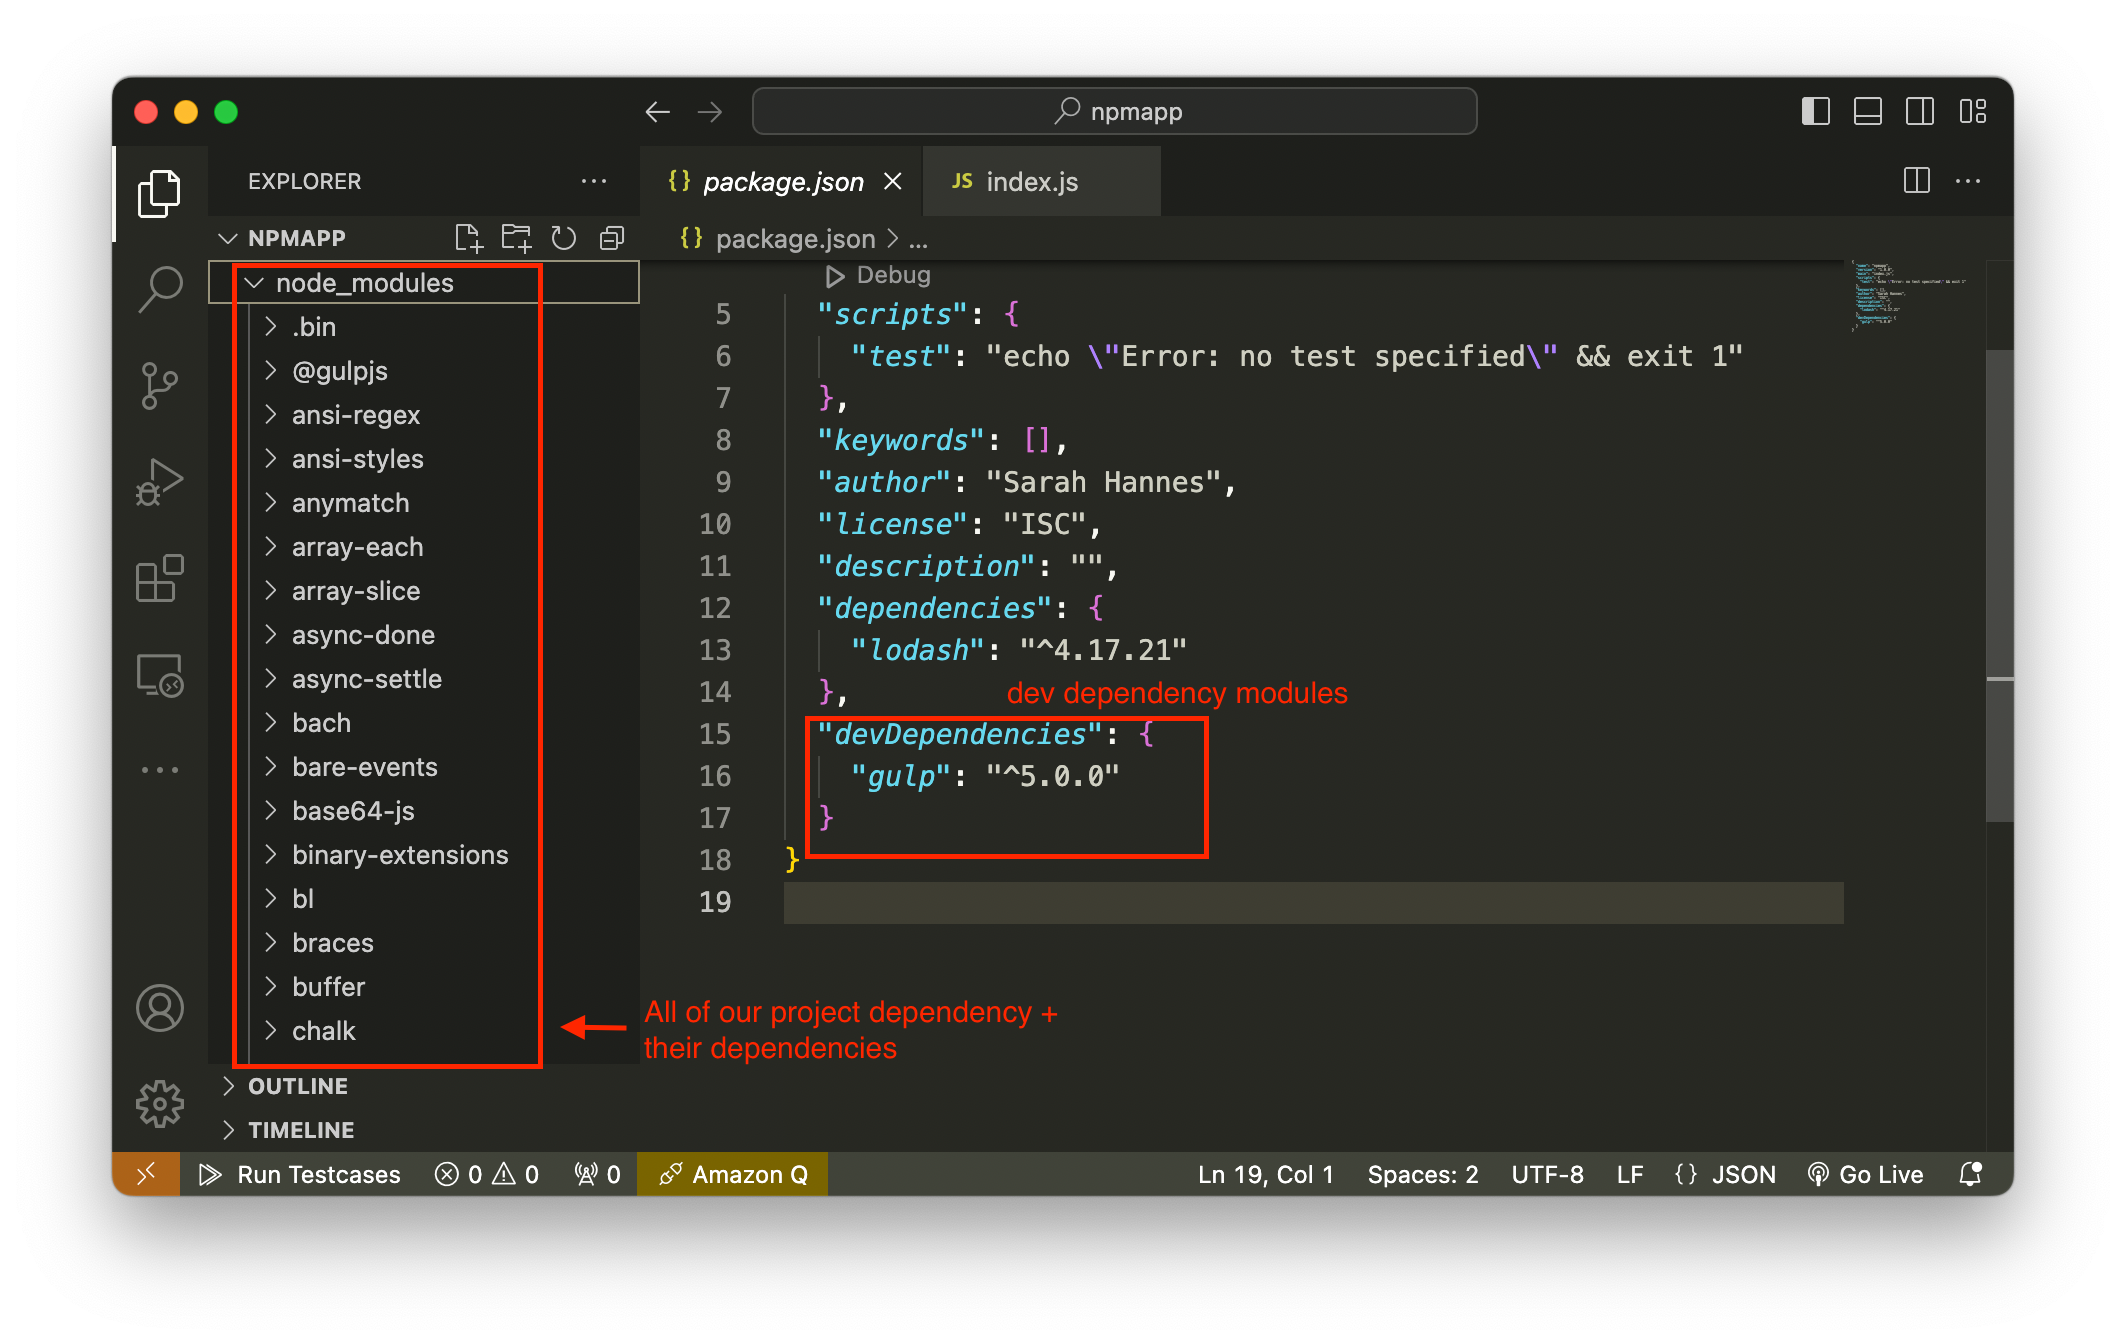 npmapp
EXPLORER
{} package.json
JS index.js
NPMAPP
{} package.json > ...
node_modules
.bin
@gulpjs
ansi-regex
ansi-styles
anymatch
array-each
array-slice
async-done
async-settle
bach
bare-events
base64-js
binary-extensions
bl
braces
buffer
chalk
OUTLINE
TIMELINE
Debug
5 "scripts": {
6 "test": "echo \"Error: no test specified\" && exit 1"
7 },
8 "keywords": [],
9 "author": "Sarah Hannes",
10 "license": "ISC",
11 "description": "",
12 "dependencies": {
13 "lodash": "^4.17.21"
14 },
dev dependency modules
15 "devDependencies": {
16 "gulp": "^5.0.0"
17 }
18 }
19
All of our project dependency +
their dependencies
Run Testcases 0 0 0 Amazon Q Ln 19, Col 1 Spaces: 2 UTF-8 LF {} JSON Go Live